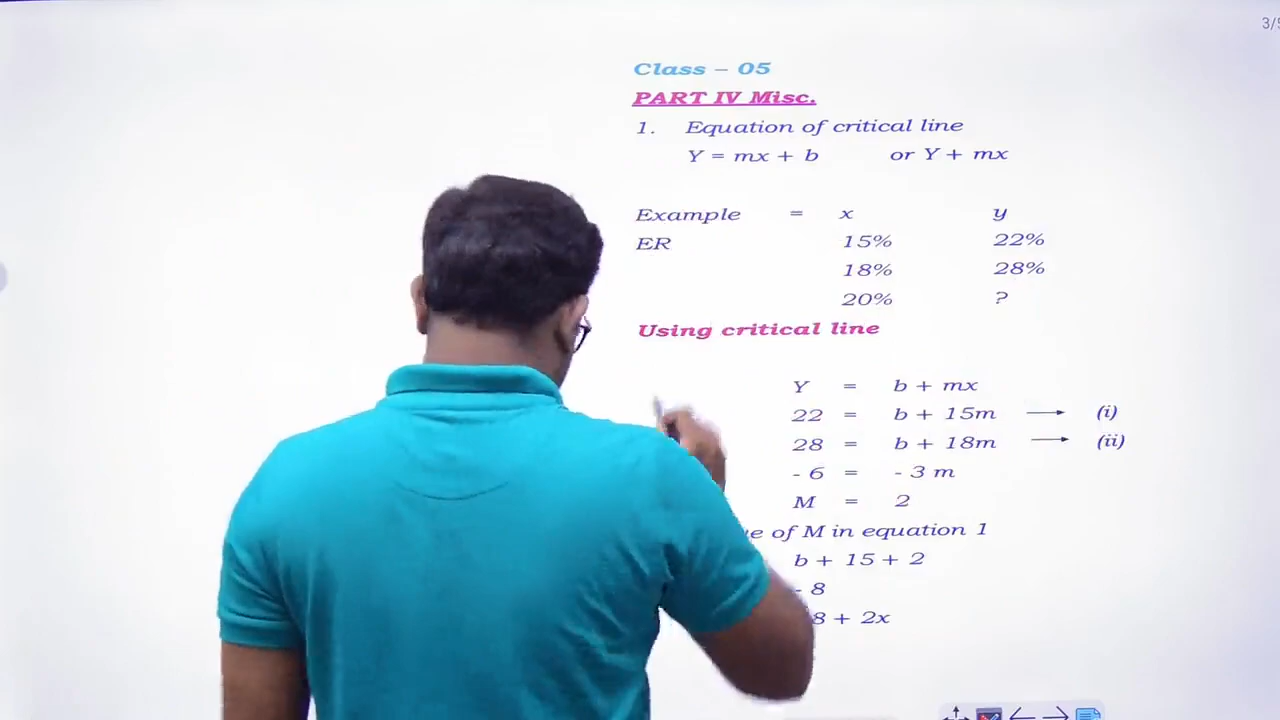 3/5
Class – 05
PART IV Misc.
1. Equation of critical line
Y = mx + b or Y + mx
Example = x y
ER 15% 22%
18% 28%
20% ?
Using critical line
Y = b + mx
22 = b + 15m → (i)
28 = b + 18m → (ii)
- 6 = - 3 m
M = 2
of M in equation 1
b + 15 + 2
- 8
8 + 2x